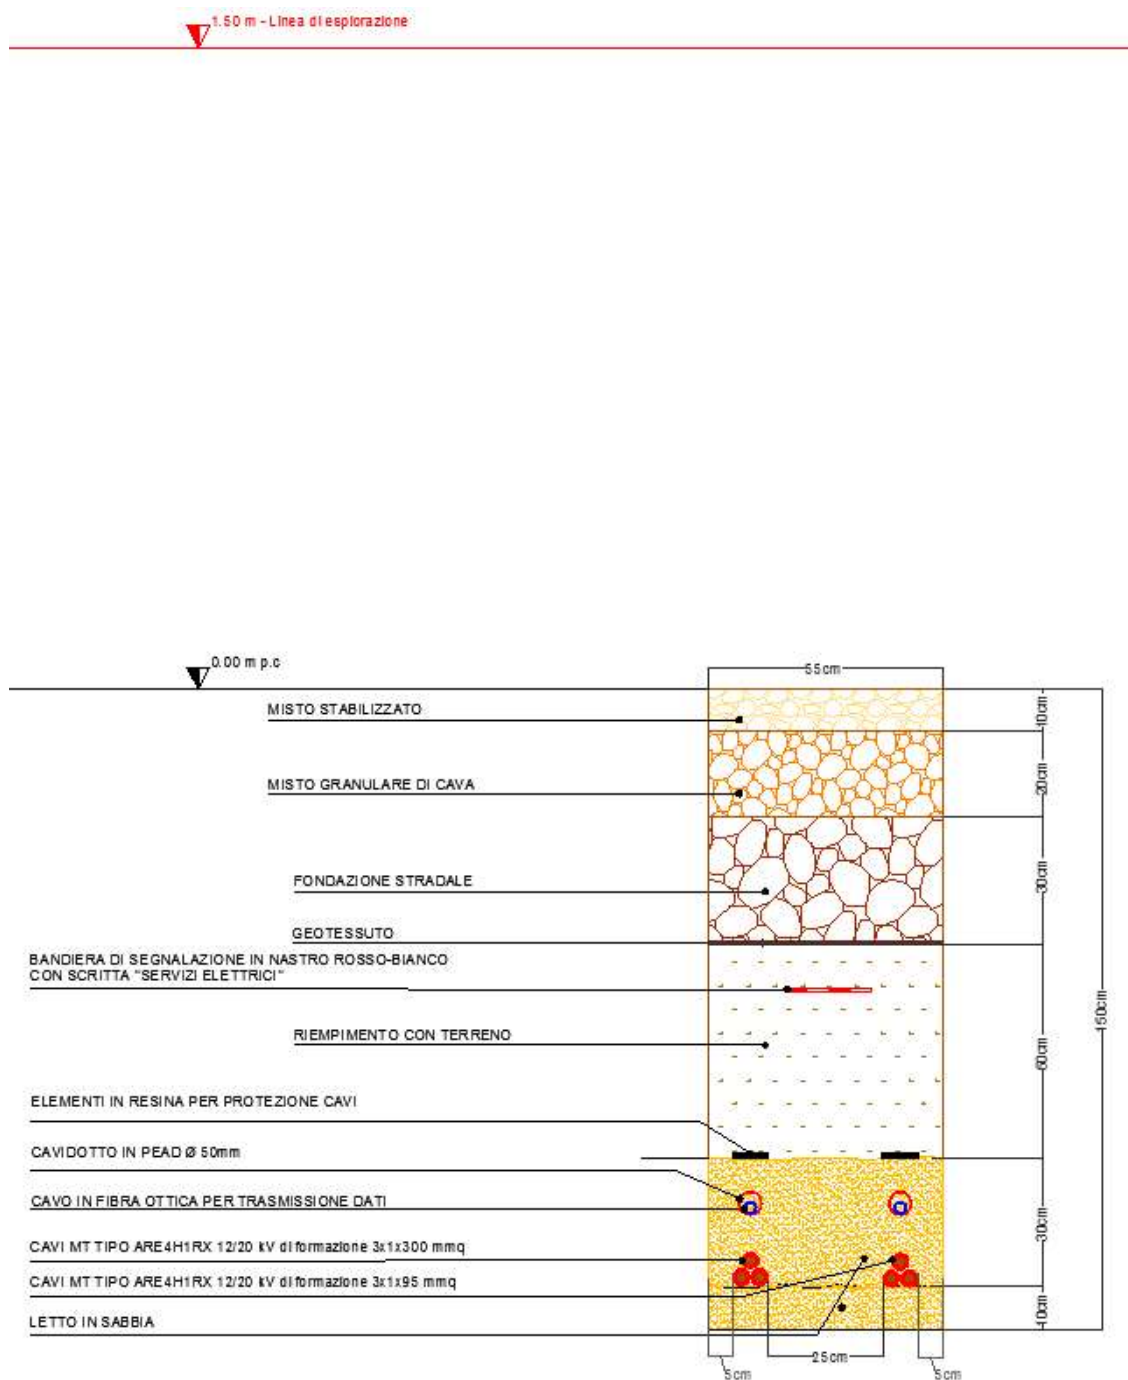 1.50 m - Linea di esplorazione
0.00 m p.c
55cm
MISTO STABILIZZATO
10cm
MISTO GRANULARE DI CAVA
20cm
FONDAZIONE STRADALE
30cm
GEOTESSUTO
BANDIERA DI SEGNALAZIONE IN NASTRO ROSSO-BIANCO
CON SCRITTA "SERVIZI ELETTRICI"
150cm
RIEMPIMENTO CON TERRENO
50cm
ELEMENTI IN RESINA PER PROTEZIONE CAVI
CAVIDOTTO IN PEAD Ø 50mm
CAVO IN FIBRA OTTICA PER TRASMISSIONE DATI
30cm
CAVI MT TIPO ARE4H1RX 12/20 kV di formazione 3x1x300 mmq
CAVI MT TIPO ARE4H1RX 12/20 kV di formazione 3x1x95 mmq
10cm
LETTO IN SABBIA
25cm
5cm
5cm